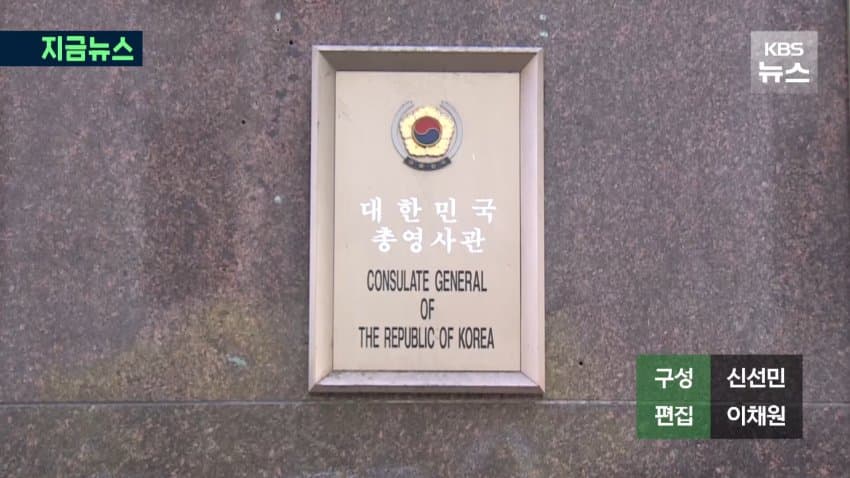 지금뉴스
KBS
뉴스
대한민국
총영사관
CONSULATE GENERAL
OF
THE REPUBLIC OF KOREA
구성 신선민
편집 이채원